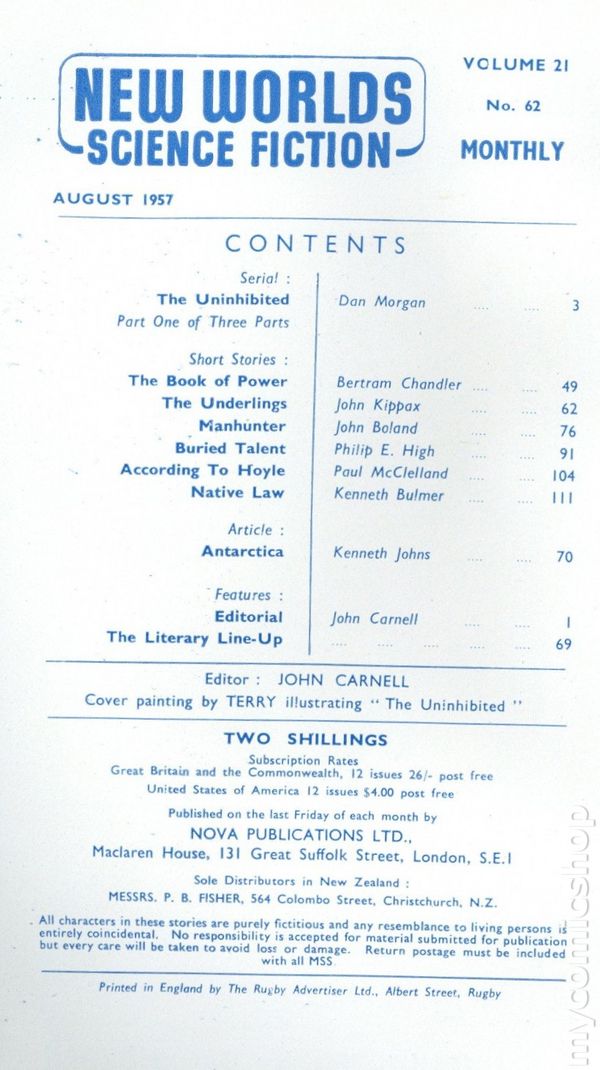 NEW WORLDS
SCIENCE FICTION
VOLUME 21
No. 62
MONTHLY
AUGUST 1957
CONTENTS
Serial :
The Uninhibited Dan Morgan .... .... 3
Part One of Three Parts
Short Stories :
The Book of Power Bertram Chandler .... .... 49
The Underlings John Kippax .... .... 62
Manhunter John Boland .... .... 76
Buried Talent Philip E. High .... .... 91
According To Hoyle Paul McClelland .... .... 104
Native Law Kenneth Bulmer .... .... 111
Article :
Antarctica Kenneth Johns .... .... 70
Features :
Editorial John Carnell .... .... 1
The Literary Line-Up .... .... .... .... .... 69
Editor : JOHN CARNELL
Cover painting by TERRY illustrating " The Uninhibited "
TWO SHILLINGS
Subscription Rates
Great Britain and the Commonwealth, 12 issues 26/- post free
United States of America 12 issues $4.00 post free
Published on the last Friday of each month by
NOVA PUBLICATIONS LTD.,
Maclaren House, 131 Great Suffolk Street, London, S.E.1
Sole Distributors in New Zealand :
MESSRS. P. B. FISHER, 564 Colombo Street, Christchurch, N.Z.
All characters in these stories are purely fictitious and any resemblance to living persons is
entirely coincidental. No responsibility is accepted for material submitted for publication
but every care will be taken to avoid loss or damage. Return postage must be included
with all MSS
Printed in England by The Rugby Advertiser Ltd., Albert Street, Rugby
mycomicshop